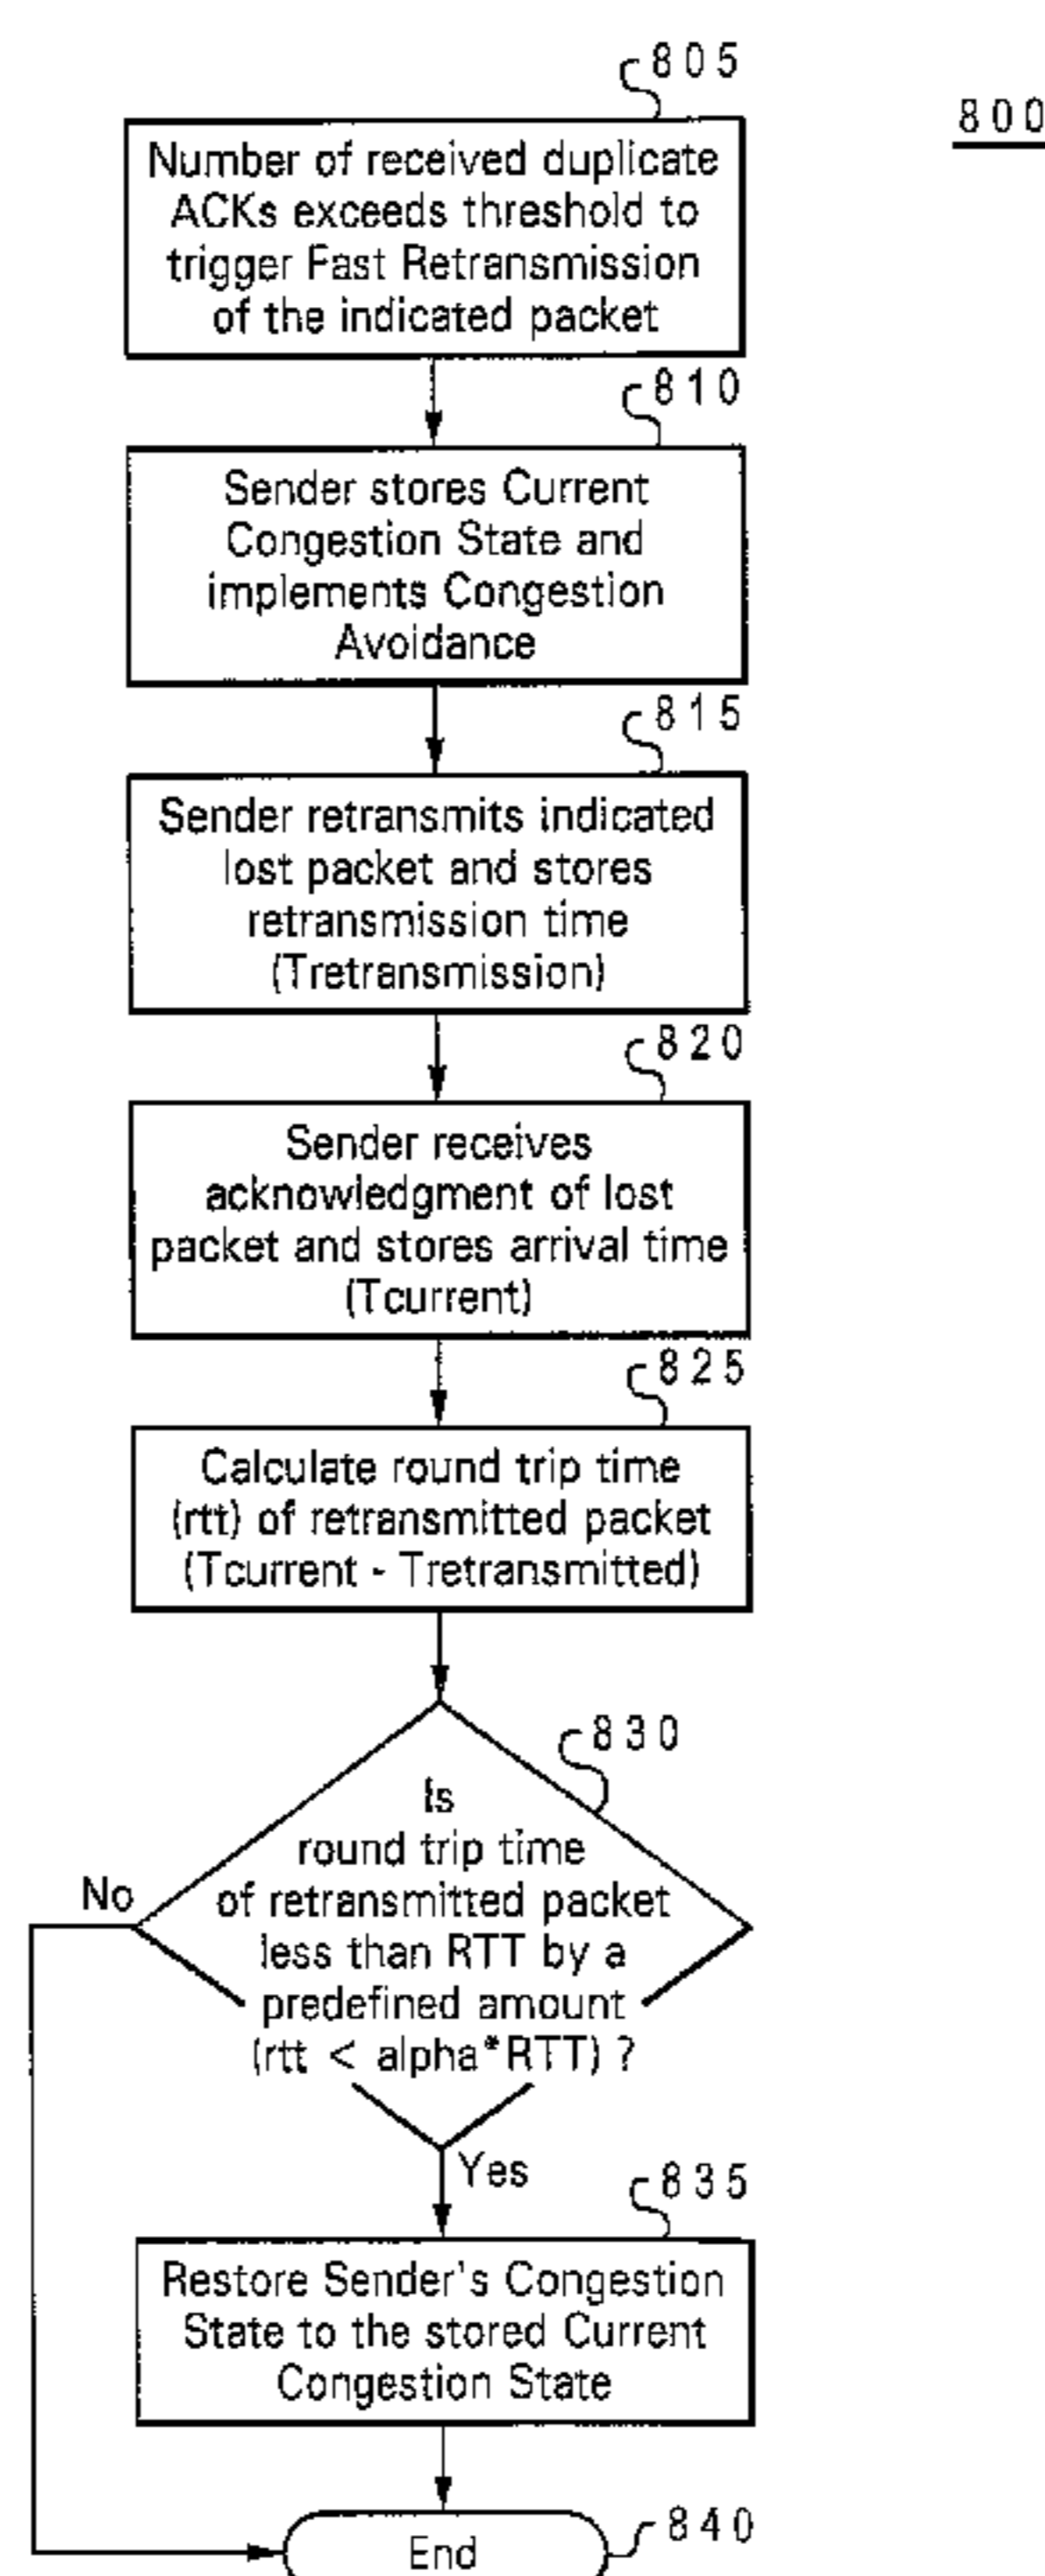 805
800
Number of received duplicate
ACKs exceeds threshold to
trigger Fast Retransmission
of the indicated packet
810
Sender stores Current
Congestion State and
implements Congestion
Avoidance
815
Sender retransmits indicated
lost packet and stores
retransmission time
(Tretransmission)
820
Sender receives
acknowledgment of lost
packet and stores arrival time
(Tcurrent)
825
Calculate round trip time
(rtt) of retransmitted packet
(Tcurrent - Tretransmitted)
830
Is
round trip time
of retransmitted packet
less than RTT by a
predefined amount
(rtt < alpha*RTT) ?
No
Yes
835
Restore Sender's Congestion
State to the stored Current
Congestion State
840
End